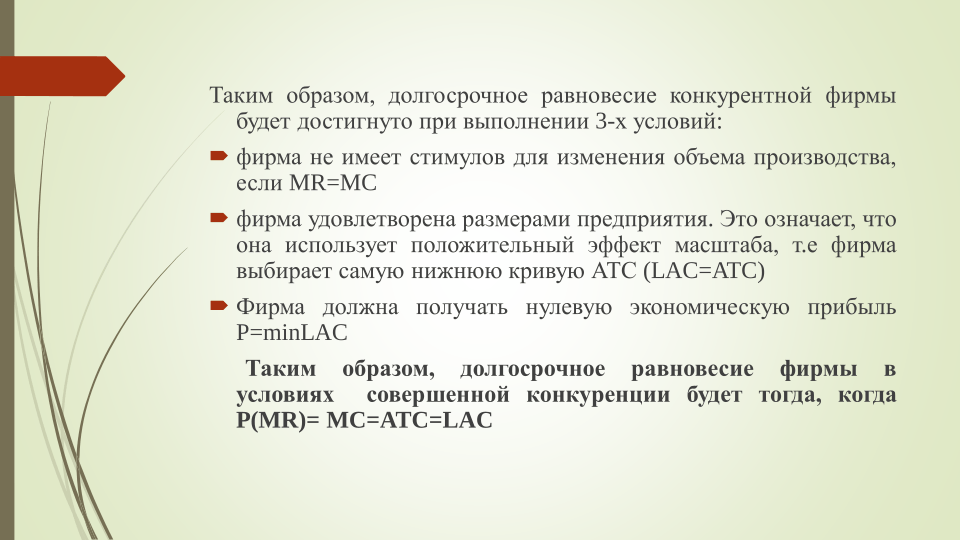 Таким образом, долгосрочное равновесие конкурентной фирмы
будет достигнуто при выполнении 3-х условий:
фирма не имеет стимулов для изменения объема производства,
если MR=MC
фирма удовлетворена размерами предприятия. Это означает, что
она использует положительный эффект масштаба, т.е фирма
выбирает самую нижнюю кривую АТС (LAC=ATC)
Фирма должна получать нулевую экономическую прибыль
P=minLAC
Таким образом, долгосрочное равновесие фирмы в
условиях совершенной конкуренции будет тогда, когда
P(MR)= MC=ATC=LAC